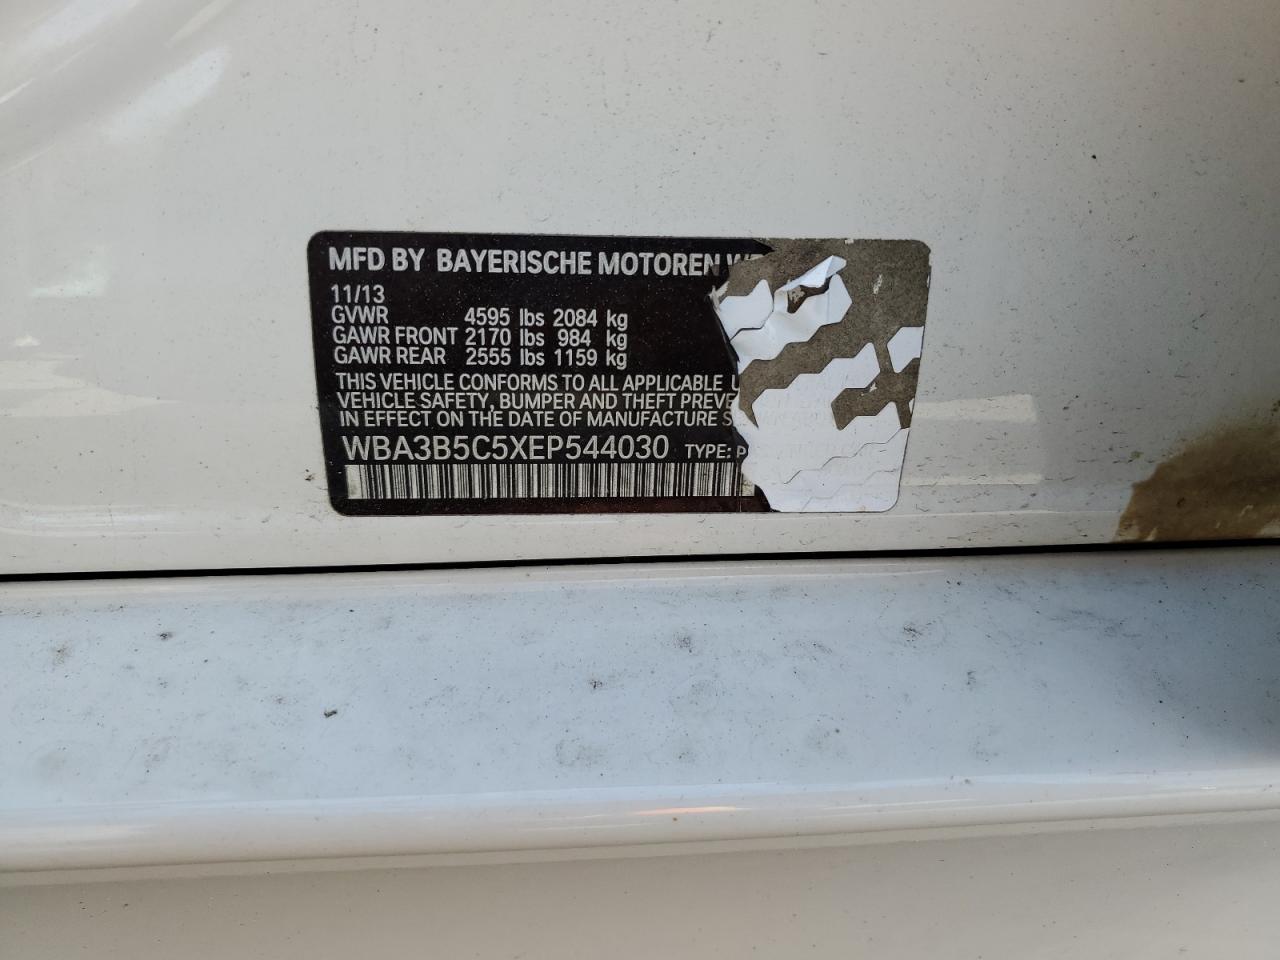 MFD BY BAYERISCHE MOTOREN
11/13
GVWR 4595 lbs 2084 kg
GAWR FRONT 2170 lbs 984 kg
GAWR REAR 2555 lbs 1159 kg
THIS VEHICLE CONFORMS TO ALL APPLICABLE
VEHICLE SAFETY, BUMPER AND THEFT PREVE
IN EFFECT ON THE DATE OF MANUFACTURE
WBA3B5C5XEP544030 TYPE: P